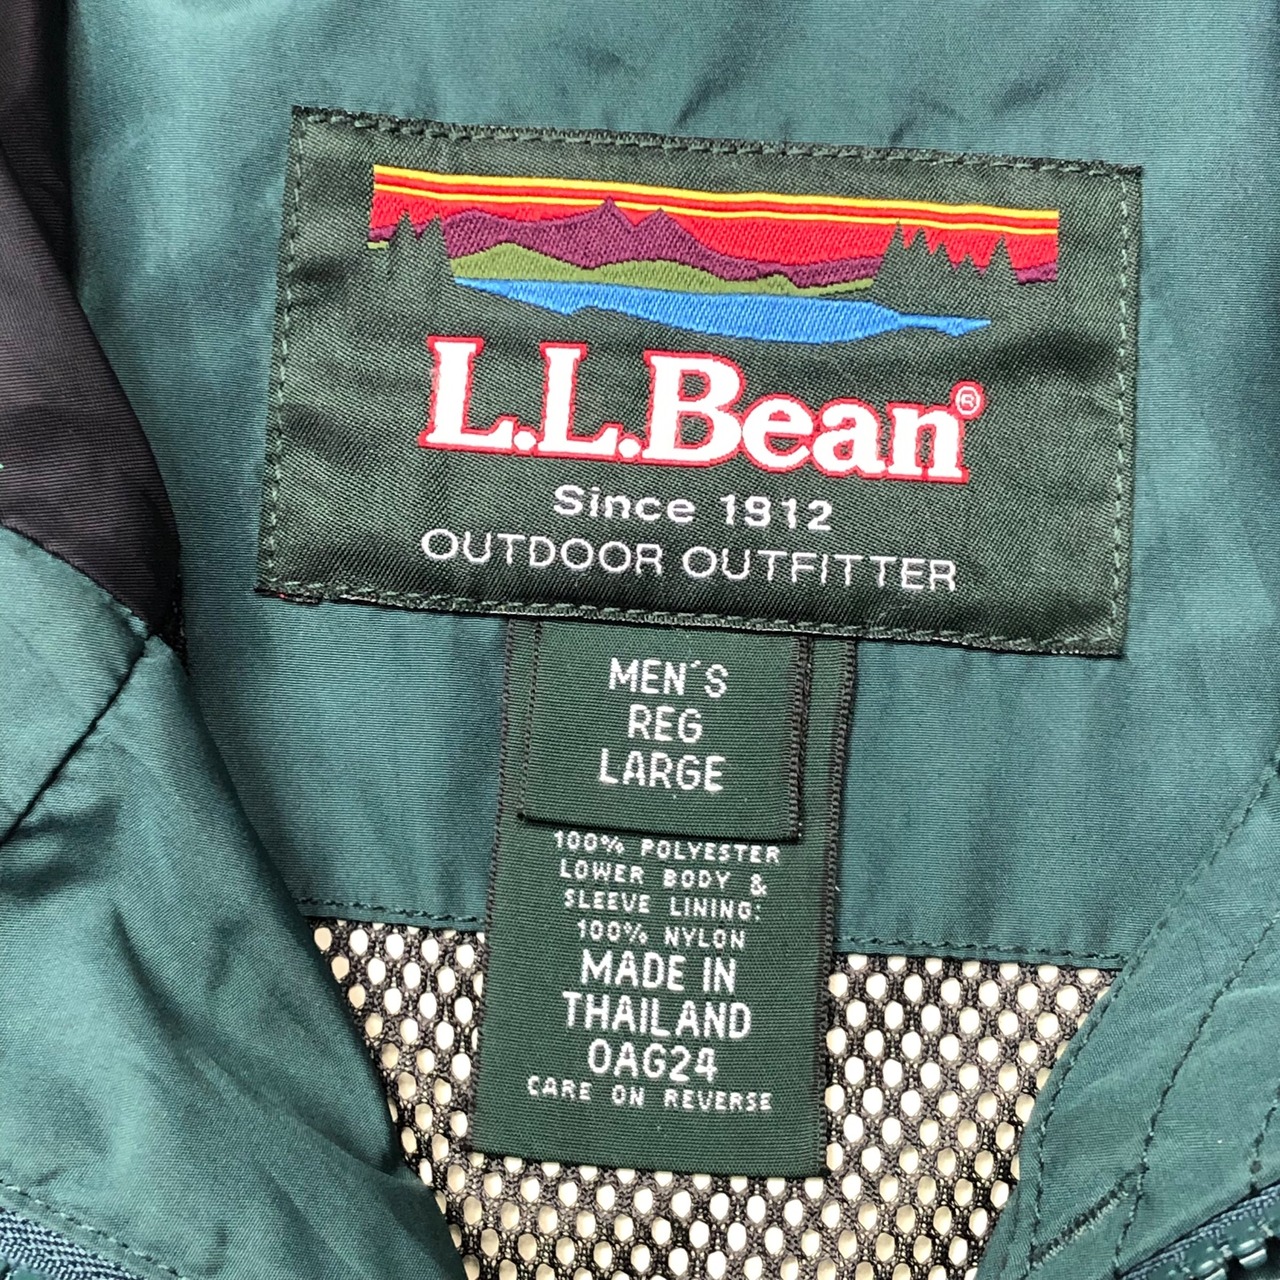 L.L.Bean®
Since 1912
OUTDOOR OUTFITTER
MEN'S
REG
LARGE
100% POLYESTER
LOWER BODY &
SLEEVE LINING:
100% NYLON
MADE IN
THAILAND
0AG24
CARE ON REVERSE